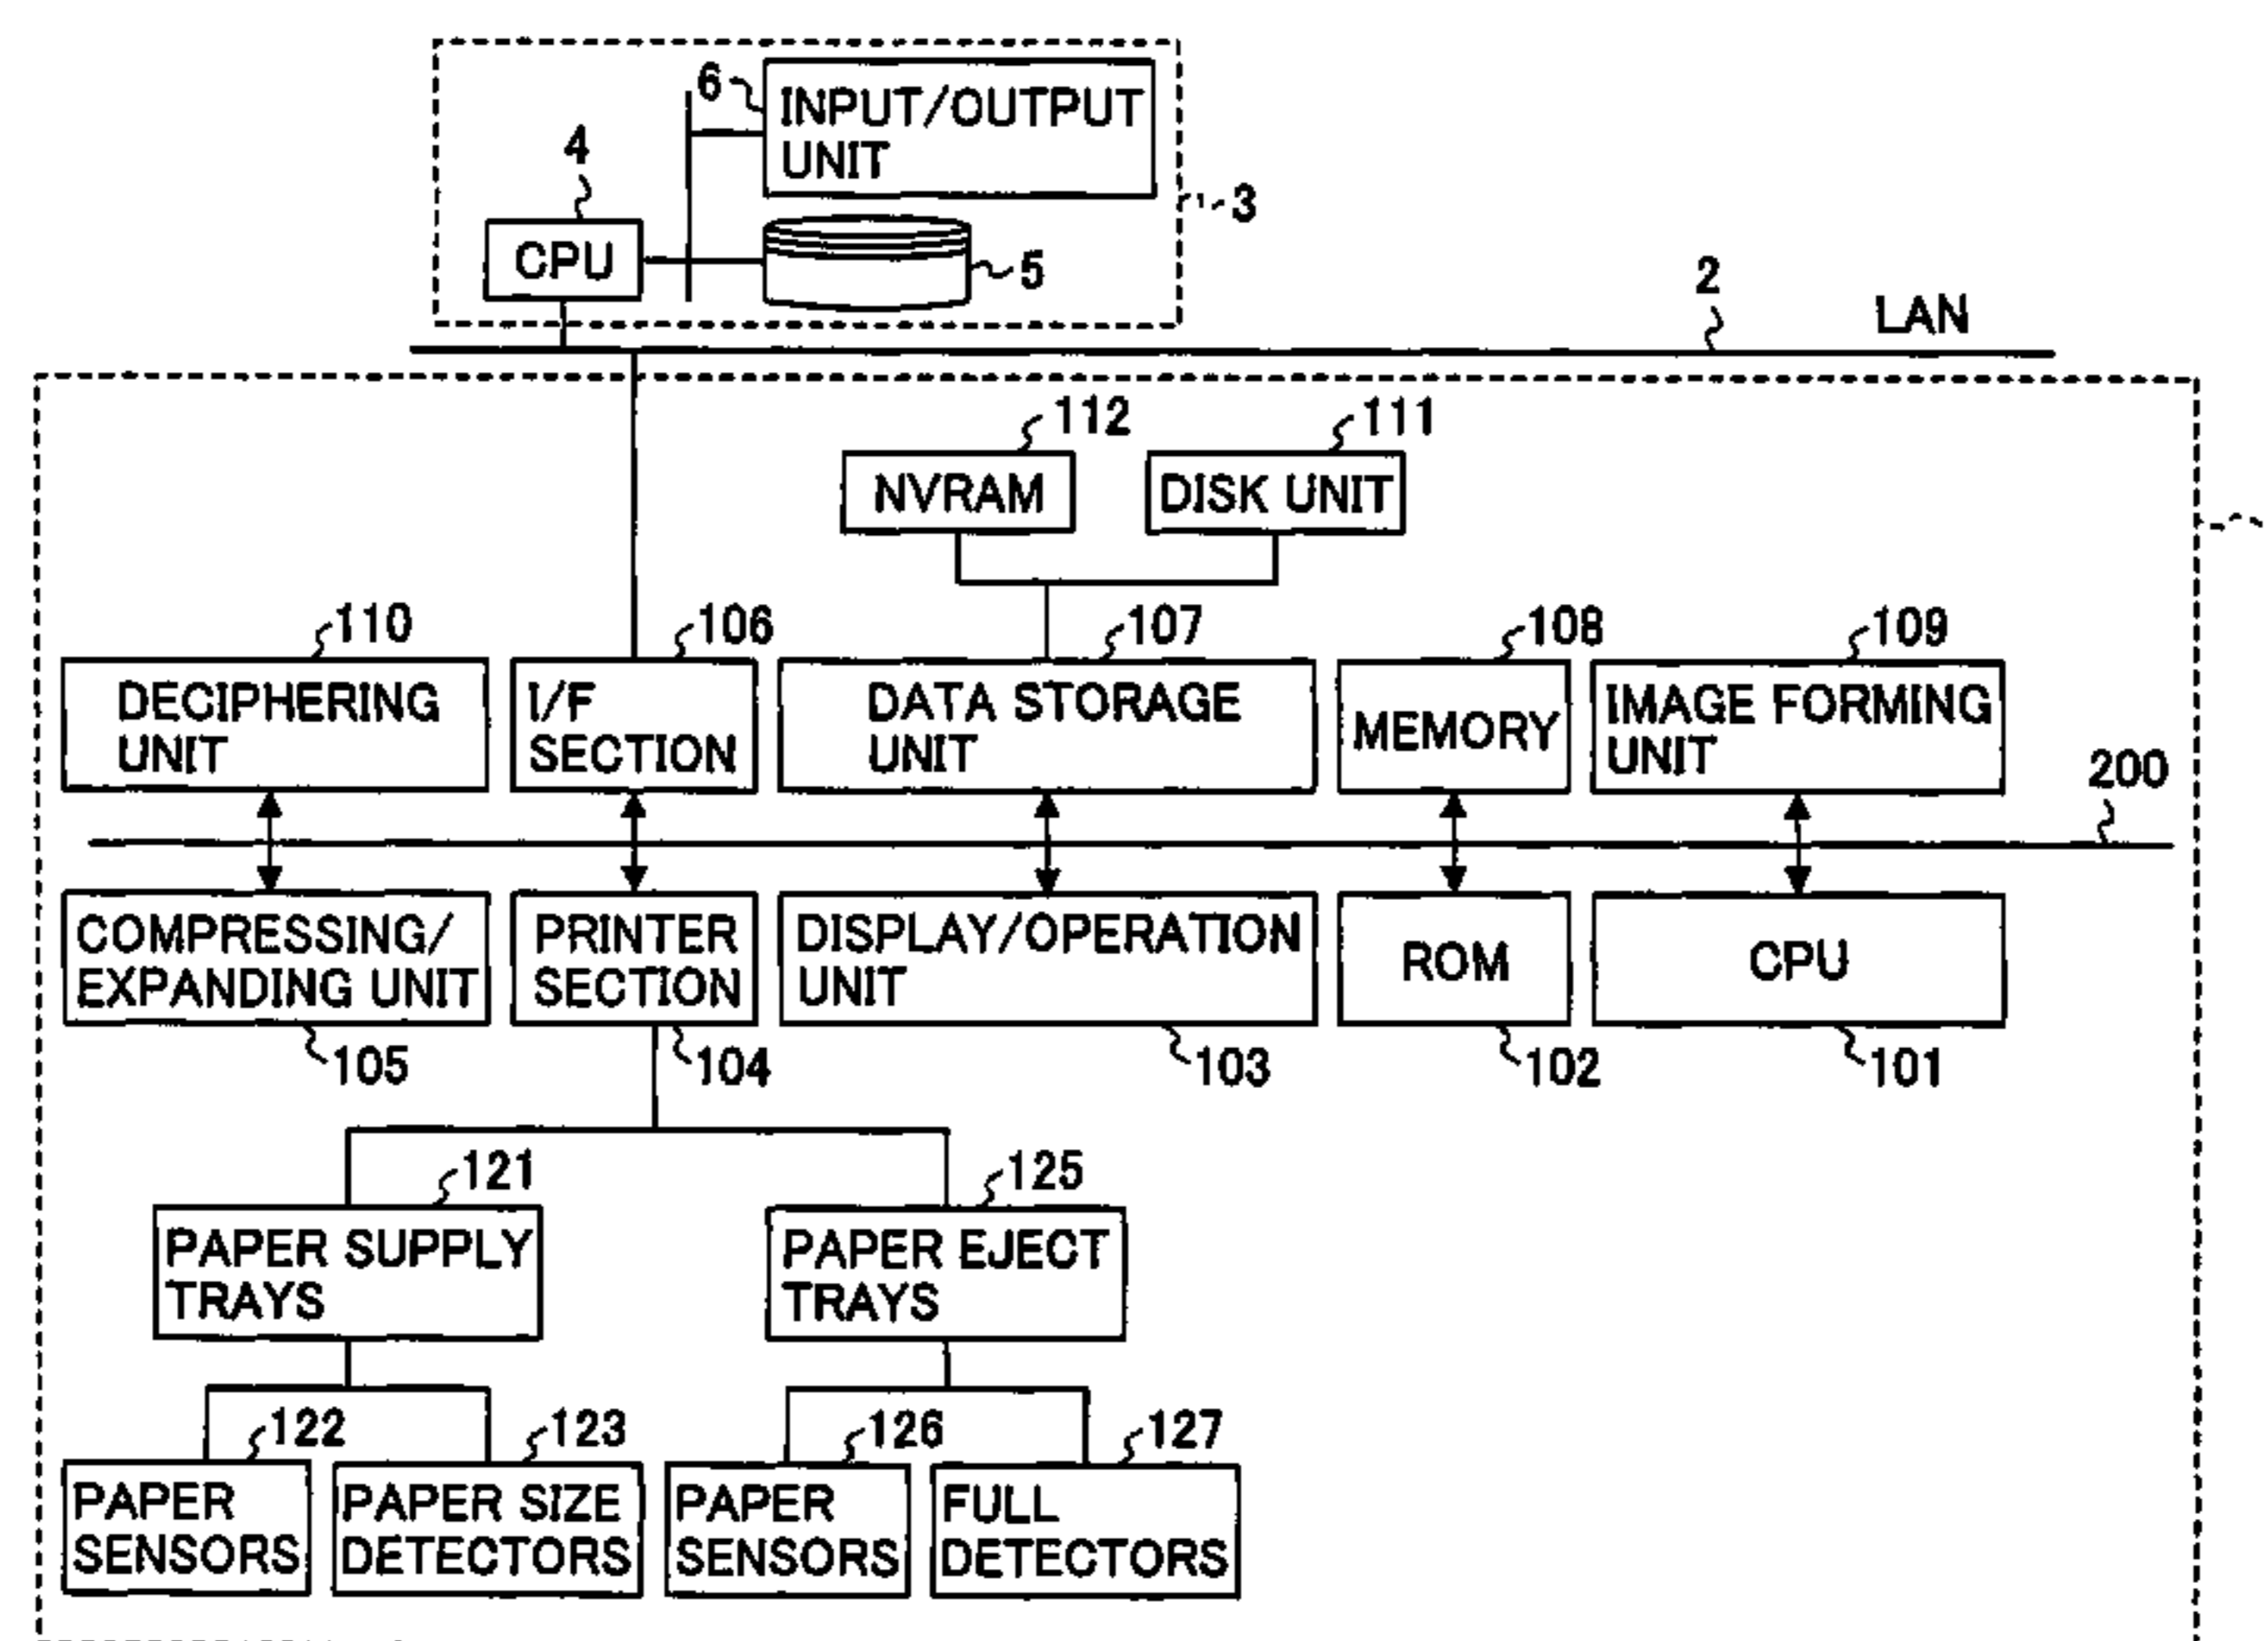 6
INPUT/OUTPUT
UNIT
4
3
CPU
5
2
LAN
112
111
NVRAM
DISK UNIT
110
106
107
108
109
DECIPHERING
UNIT
I/F
SECTION
DATA STORAGE
UNIT
MEMORY
IMAGE FORMING
UNIT
200
COMPRESSING/
EXPANDING UNIT
PRINTER
SECTION
DISPLAY/OPERATION
UNIT
ROM
CPU
105
104
103
102
101
121
125
PAPER SUPPLY
TRAYS
PAPER EJECT
TRAYS
122
123
126
127
PAPER
SENSORS
PAPER SIZE
DETECTORS
PAPER
SENSORS
FULL
DETECTORS